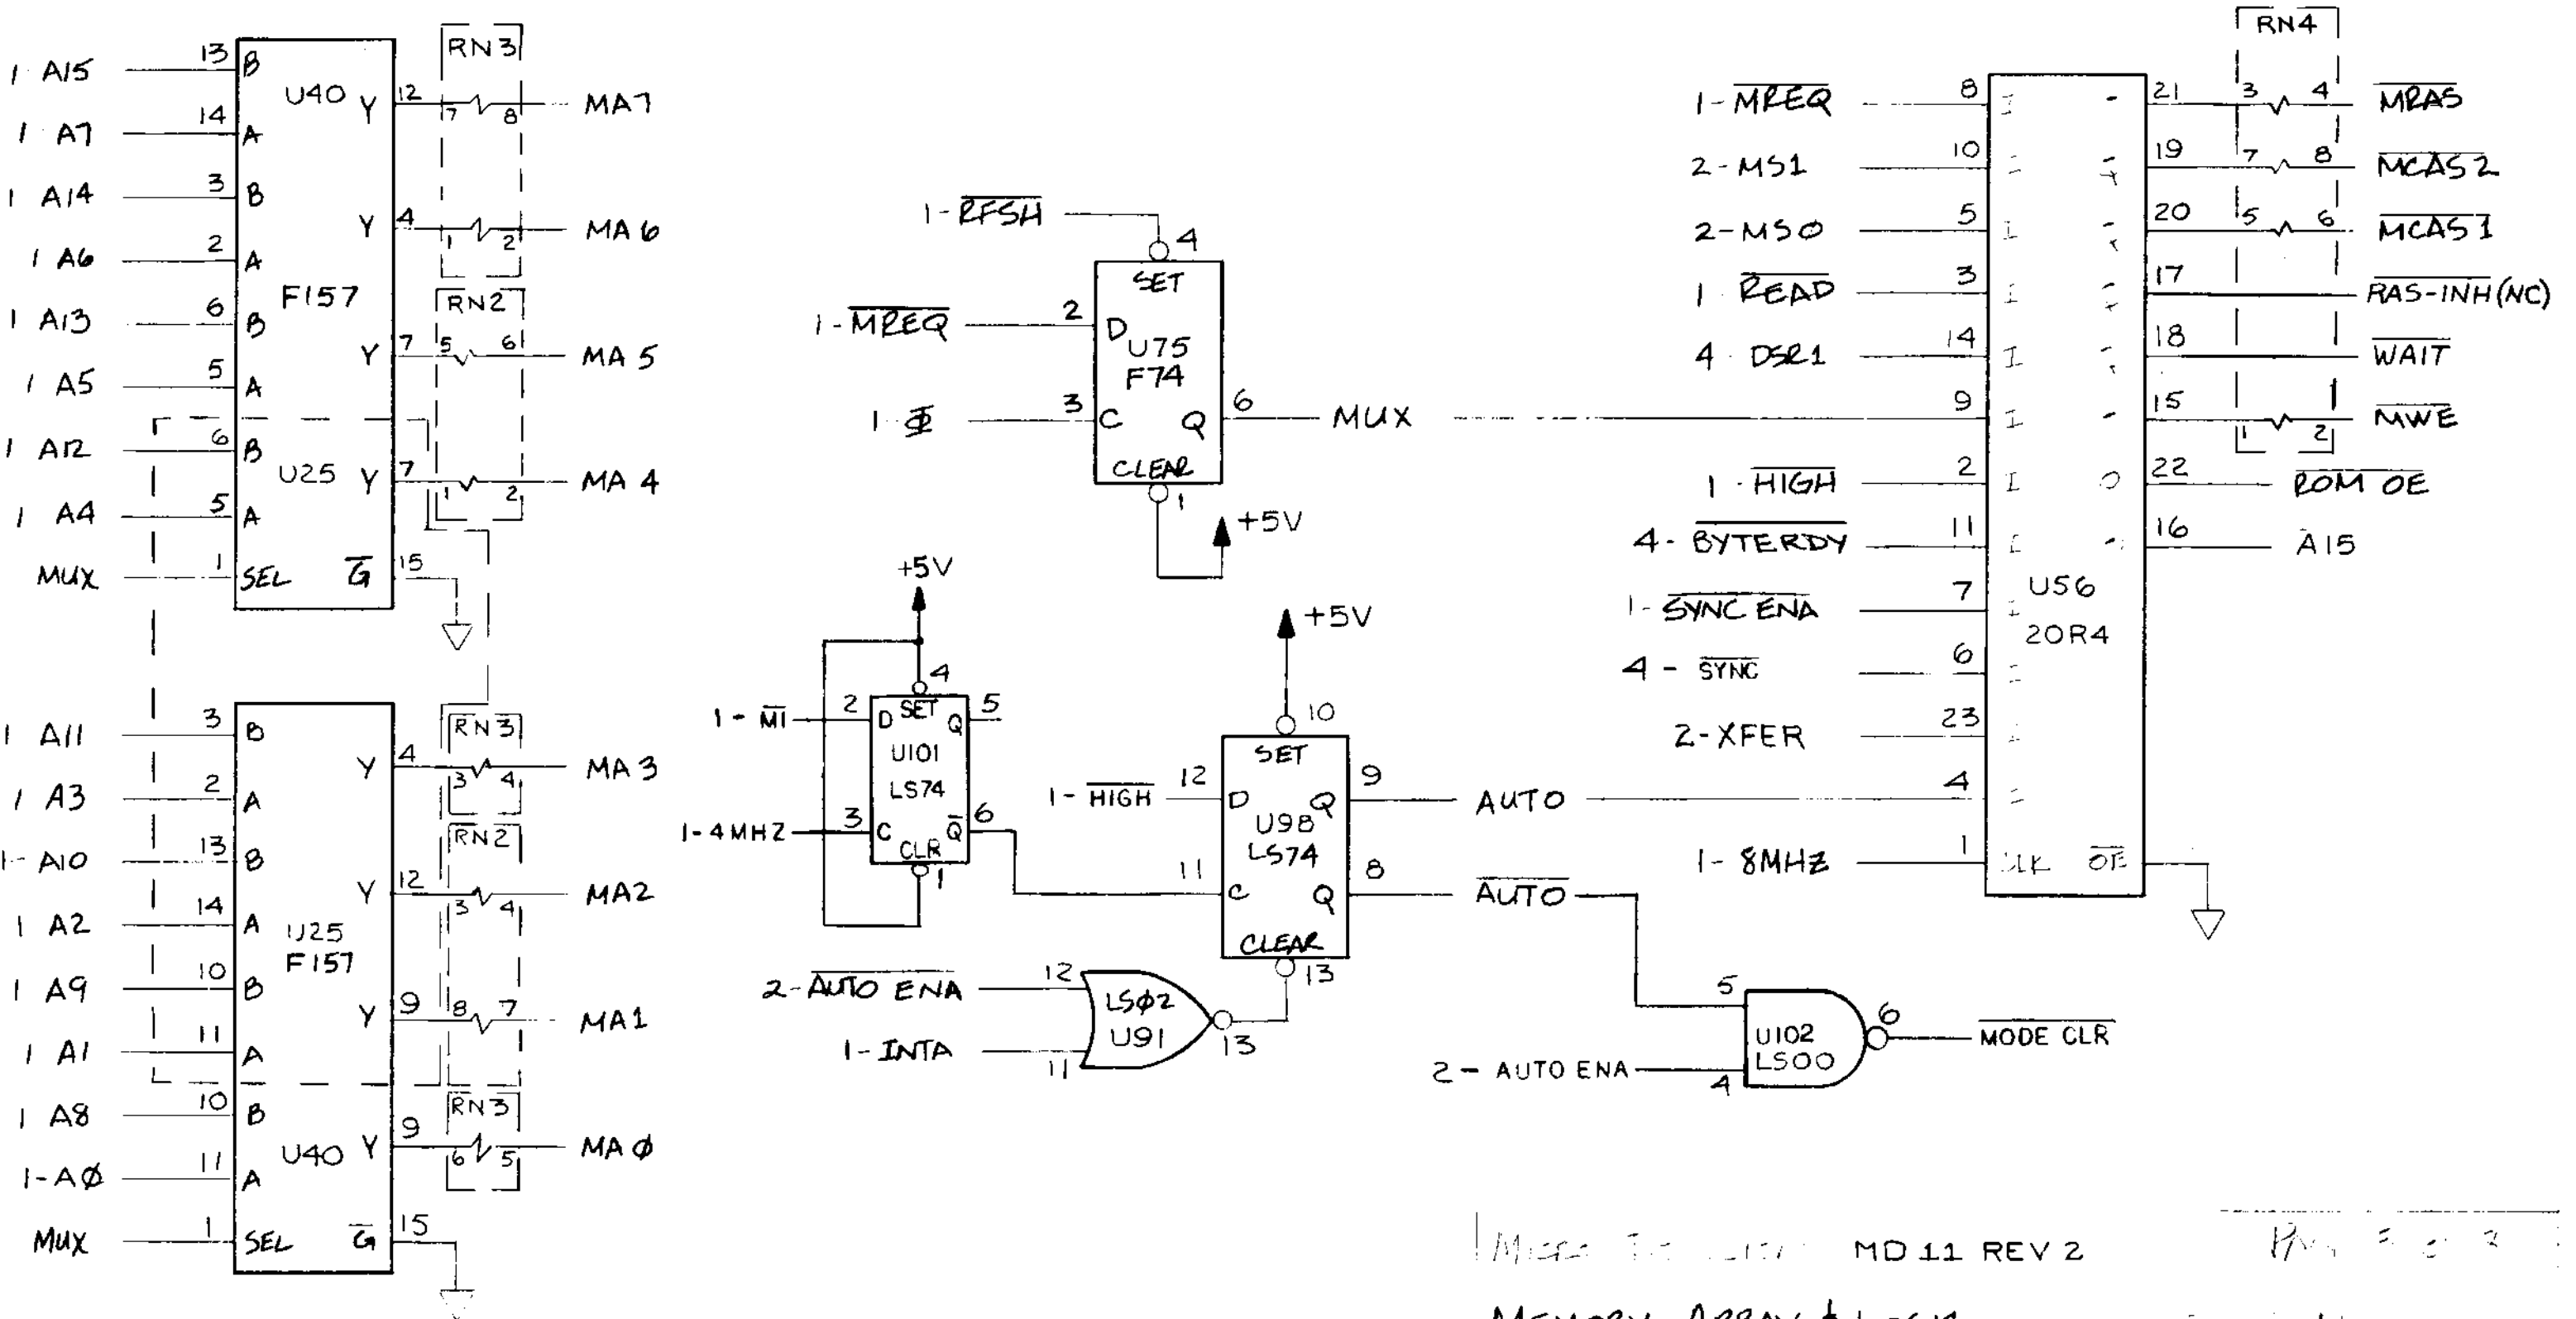 1 A15 13 B
1 A7 14 A
1 A14 3 B
1 A6 2 A
1 A13 6 B
1 A5 5 A
1 A12 6 B
1 A4 5 A
MUX 1 SEL G 15
U40
F157
U25
Y 12 RN3 7 8 MA7
Y 4 1 2 MA6
RN2
Y 7 5 6 MA5
Y 7 1 2 MA4
1 A11 3 B
1 A3 2 A
1-A10 13 B
1 A2 14 A
1 A9 10 B
1 A1 11 A
1 A8 10 B
1-AØ 11 A
MUX 1 SEL G 15
U25
F157
U40
RN3
Y 4 3 4 MA3
RN2
Y 12 3 4 MA2
Y 9 8 7 MA1
RN3
Y 9 6 5 MAØ
1-RFSH 4
SET
1-MREQ 2 D
U75
F74
1 Φ 3 C Q 6 MUX
CLEAR
1 +5V
+5V
4
1-M1 2 D SET Q 5
U101
LS74
1-4MHZ 3 C Q 6
CLR
1
+5V
10
SET
1-HIGH 12 D Q 9 AUTO
U98
LS74
11 C Q 8 AUTO
CLEAR
13
2-AUTO ENA 12
LSØ2
U91
1-INTA 11
13
5
U102
LS00
6 MODE CLR
2-AUTO ENA 4
RN4
1-MREQ 8 I 21 3 4 MRAS
2-MS1 10 19 7 8 MCAS2
2-MSØ 5 I 20 5 6 MCAS1
1 READ 3 I 17 RAS-INH(NC)
4 DSR1 14 I 18 WAIT
9 I 15 1 2 MWE
1-HIGH 2 I O 22 ROM OE
4-BYTERDY 11 16 A15
1-SYNC ENA 7 I
U56
20R4
4-SYNC 6
2-XFER 23
4
1-8MHZ 1 CLK OE
MD 11 REV 2
MEMORY ARRAY & LOGIC